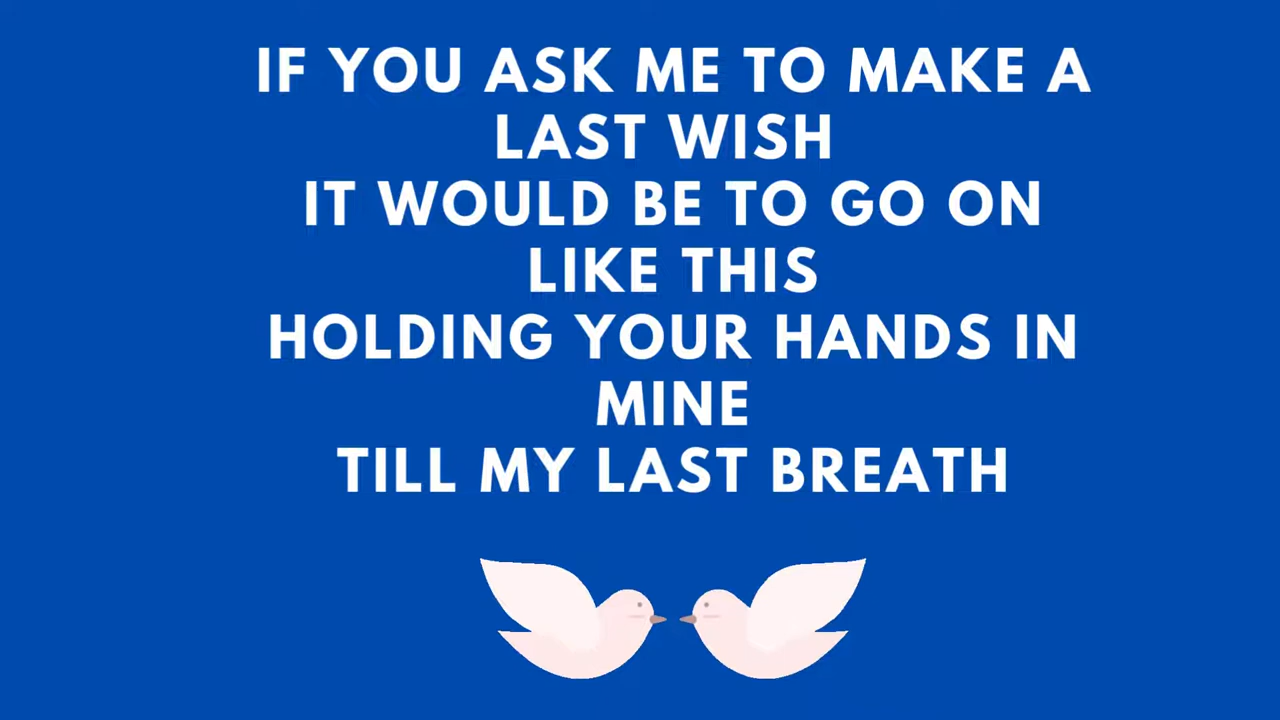 IF YOU ASK ME TO MAKE A
LAST WISH
IT WOULD BE TO GO ON
LIKE THIS
HOLDING YOUR HANDS IN
MINE
TILL MY LAST BREATH